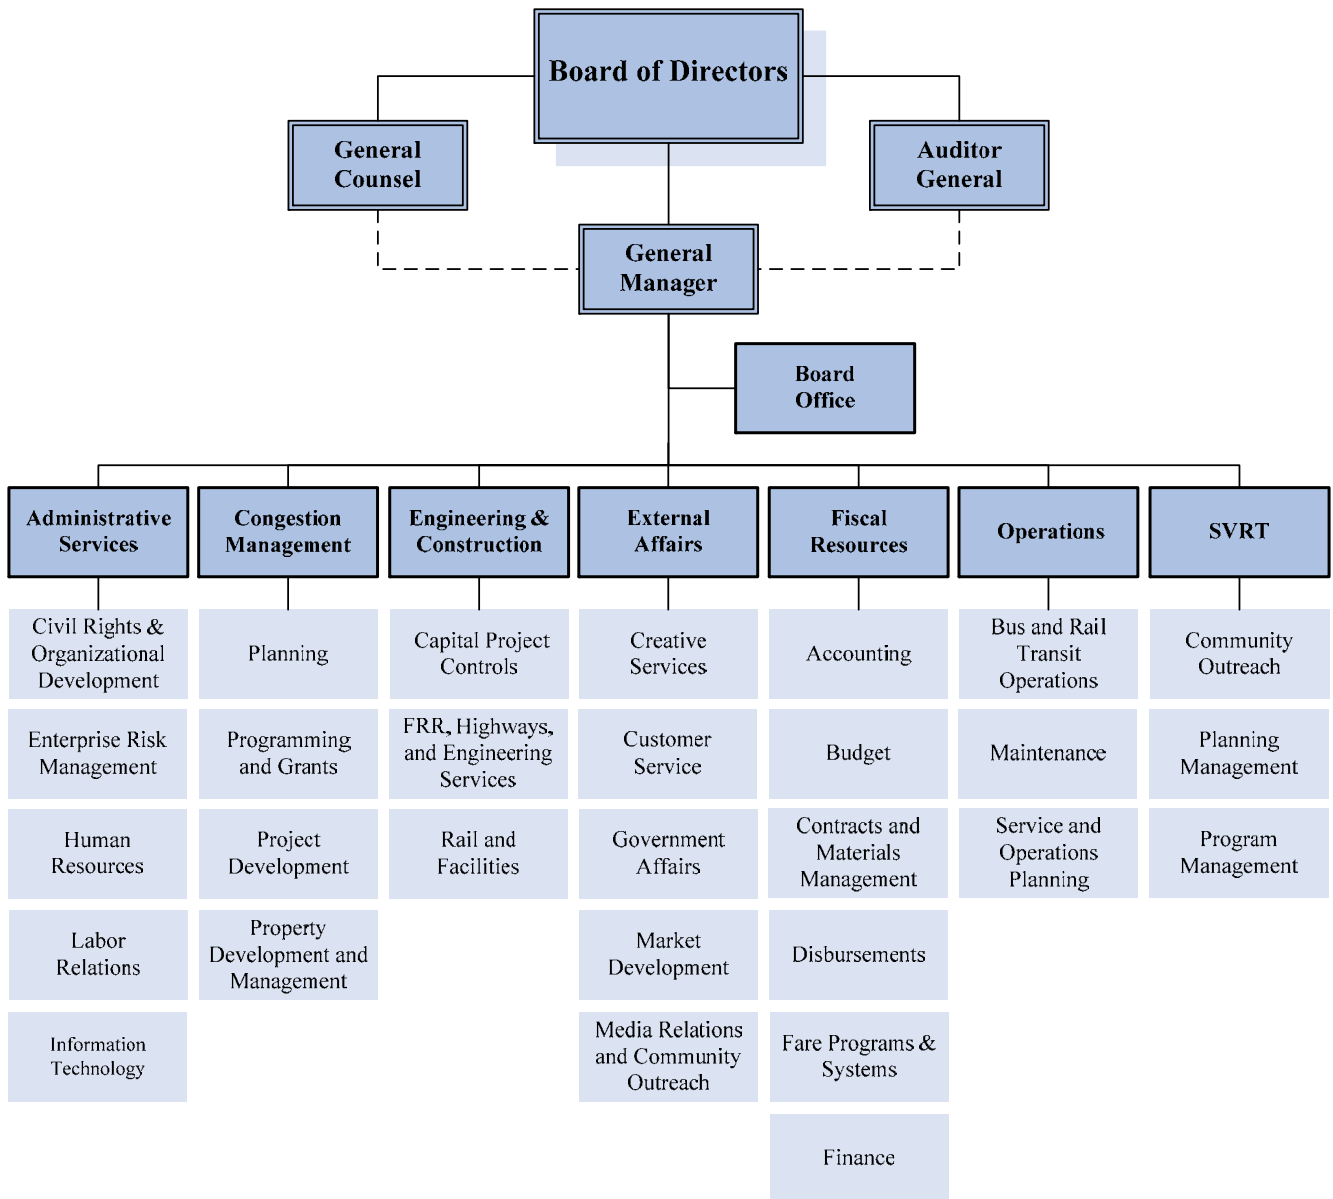 Board of Directors
General
Counsel
Auditor
General
General
Manager
Board
Office
Administrative
Services
Congestion
Management
Engineering &
Construction
External
Affairs
Fiscal
Resources
Operations
SVRT
Civil Rights &
Organizational
Development
Enterprise Risk
Management
Human
Resources
Labor
Relations
Information
Technology
Planning
Programming
and Grants
Project
Development
Property
Development and
Management
Capital Project
Controls
FRR, Highways,
and Engineering
Services
Rail and
Facilities
Creative
Services
Customer
Service
Government
Affairs
Market
Development
Media Relations
and Community
Outreach
Accounting
Budget
Contracts and
Materials
Management
Disbursements
Fare Programs &
Systems
Finance
Bus and Rail
Transit
Operations
Maintenance
Service and
Operations
Planning
Community
Outreach
Planning
Management
Program
Management